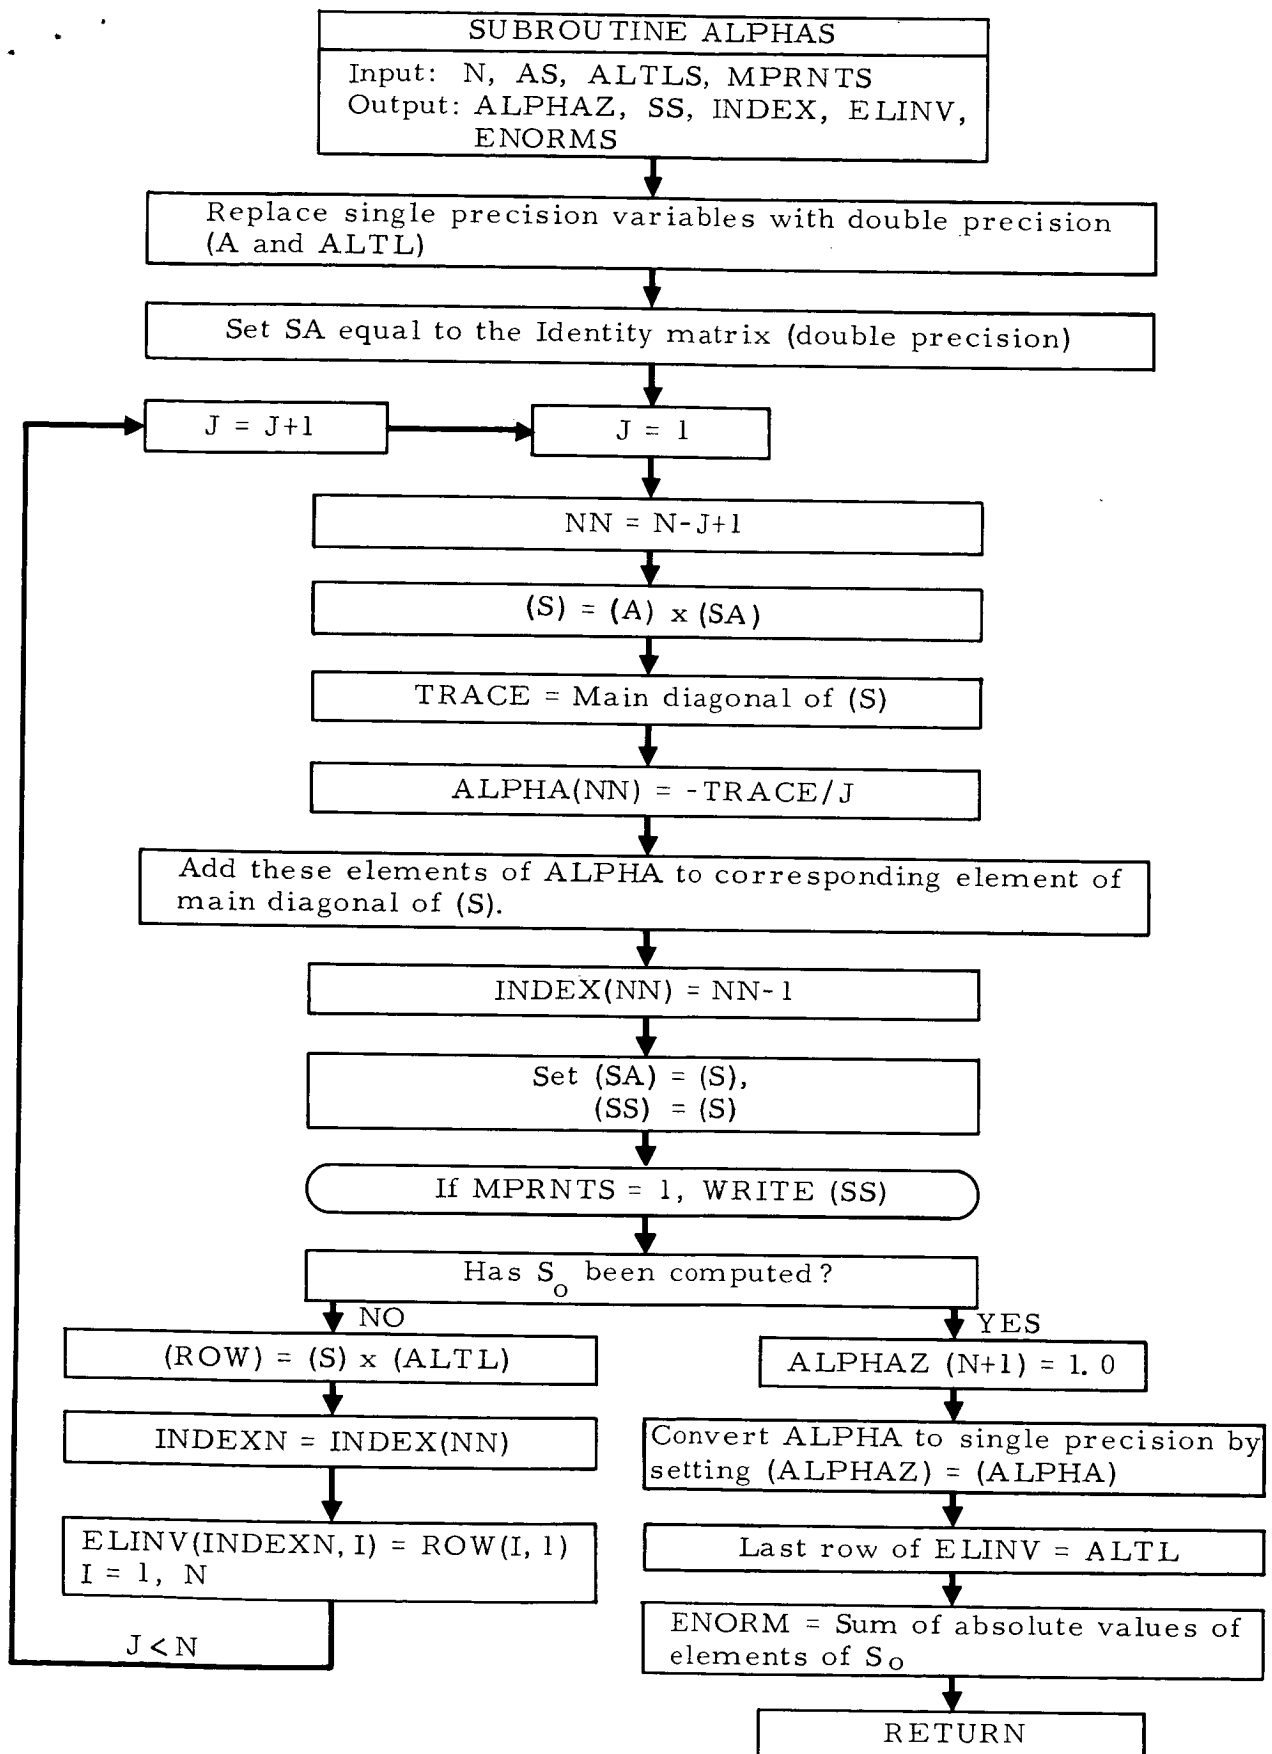 SUBROUTINE ALPHAS
Input: N, AS, ALTLS, MPRNTS
Output: ALPHAZ, SS, INDEX, ELINV,
ENORMS
Replace single precision variables with double precision
(A and ALTL)
Set SA equal to the Identity matrix (double precision)
J = J+1
J = 1
NN = N-J+1
(S) = (A) x (SA)
TRACE = Main diagonal of (S)
ALPHA(NN) = -TRACE/J
Add these elements of ALPHA to corresponding element of
main diagonal of (S).
INDEX(NN) = NN-1
Set (SA) = (S),
(SS) = (S)
If MPRNTS = 1, WRITE (SS)
Has So been computed?
NO
(ROW) = (S) x (ALTL)
INDEXN = INDEX(NN)
ELINV(INDEXN, I) = ROW(I, 1)
I = 1, N
J<N
YES
ALPHAZ (N+1) = 1.0
Convert ALPHA to single precision by
setting (ALPHAZ) = (ALPHA)
Last row of ELINV = ALTL
ENORM = Sum of absolute values of
elements of So
RETURN